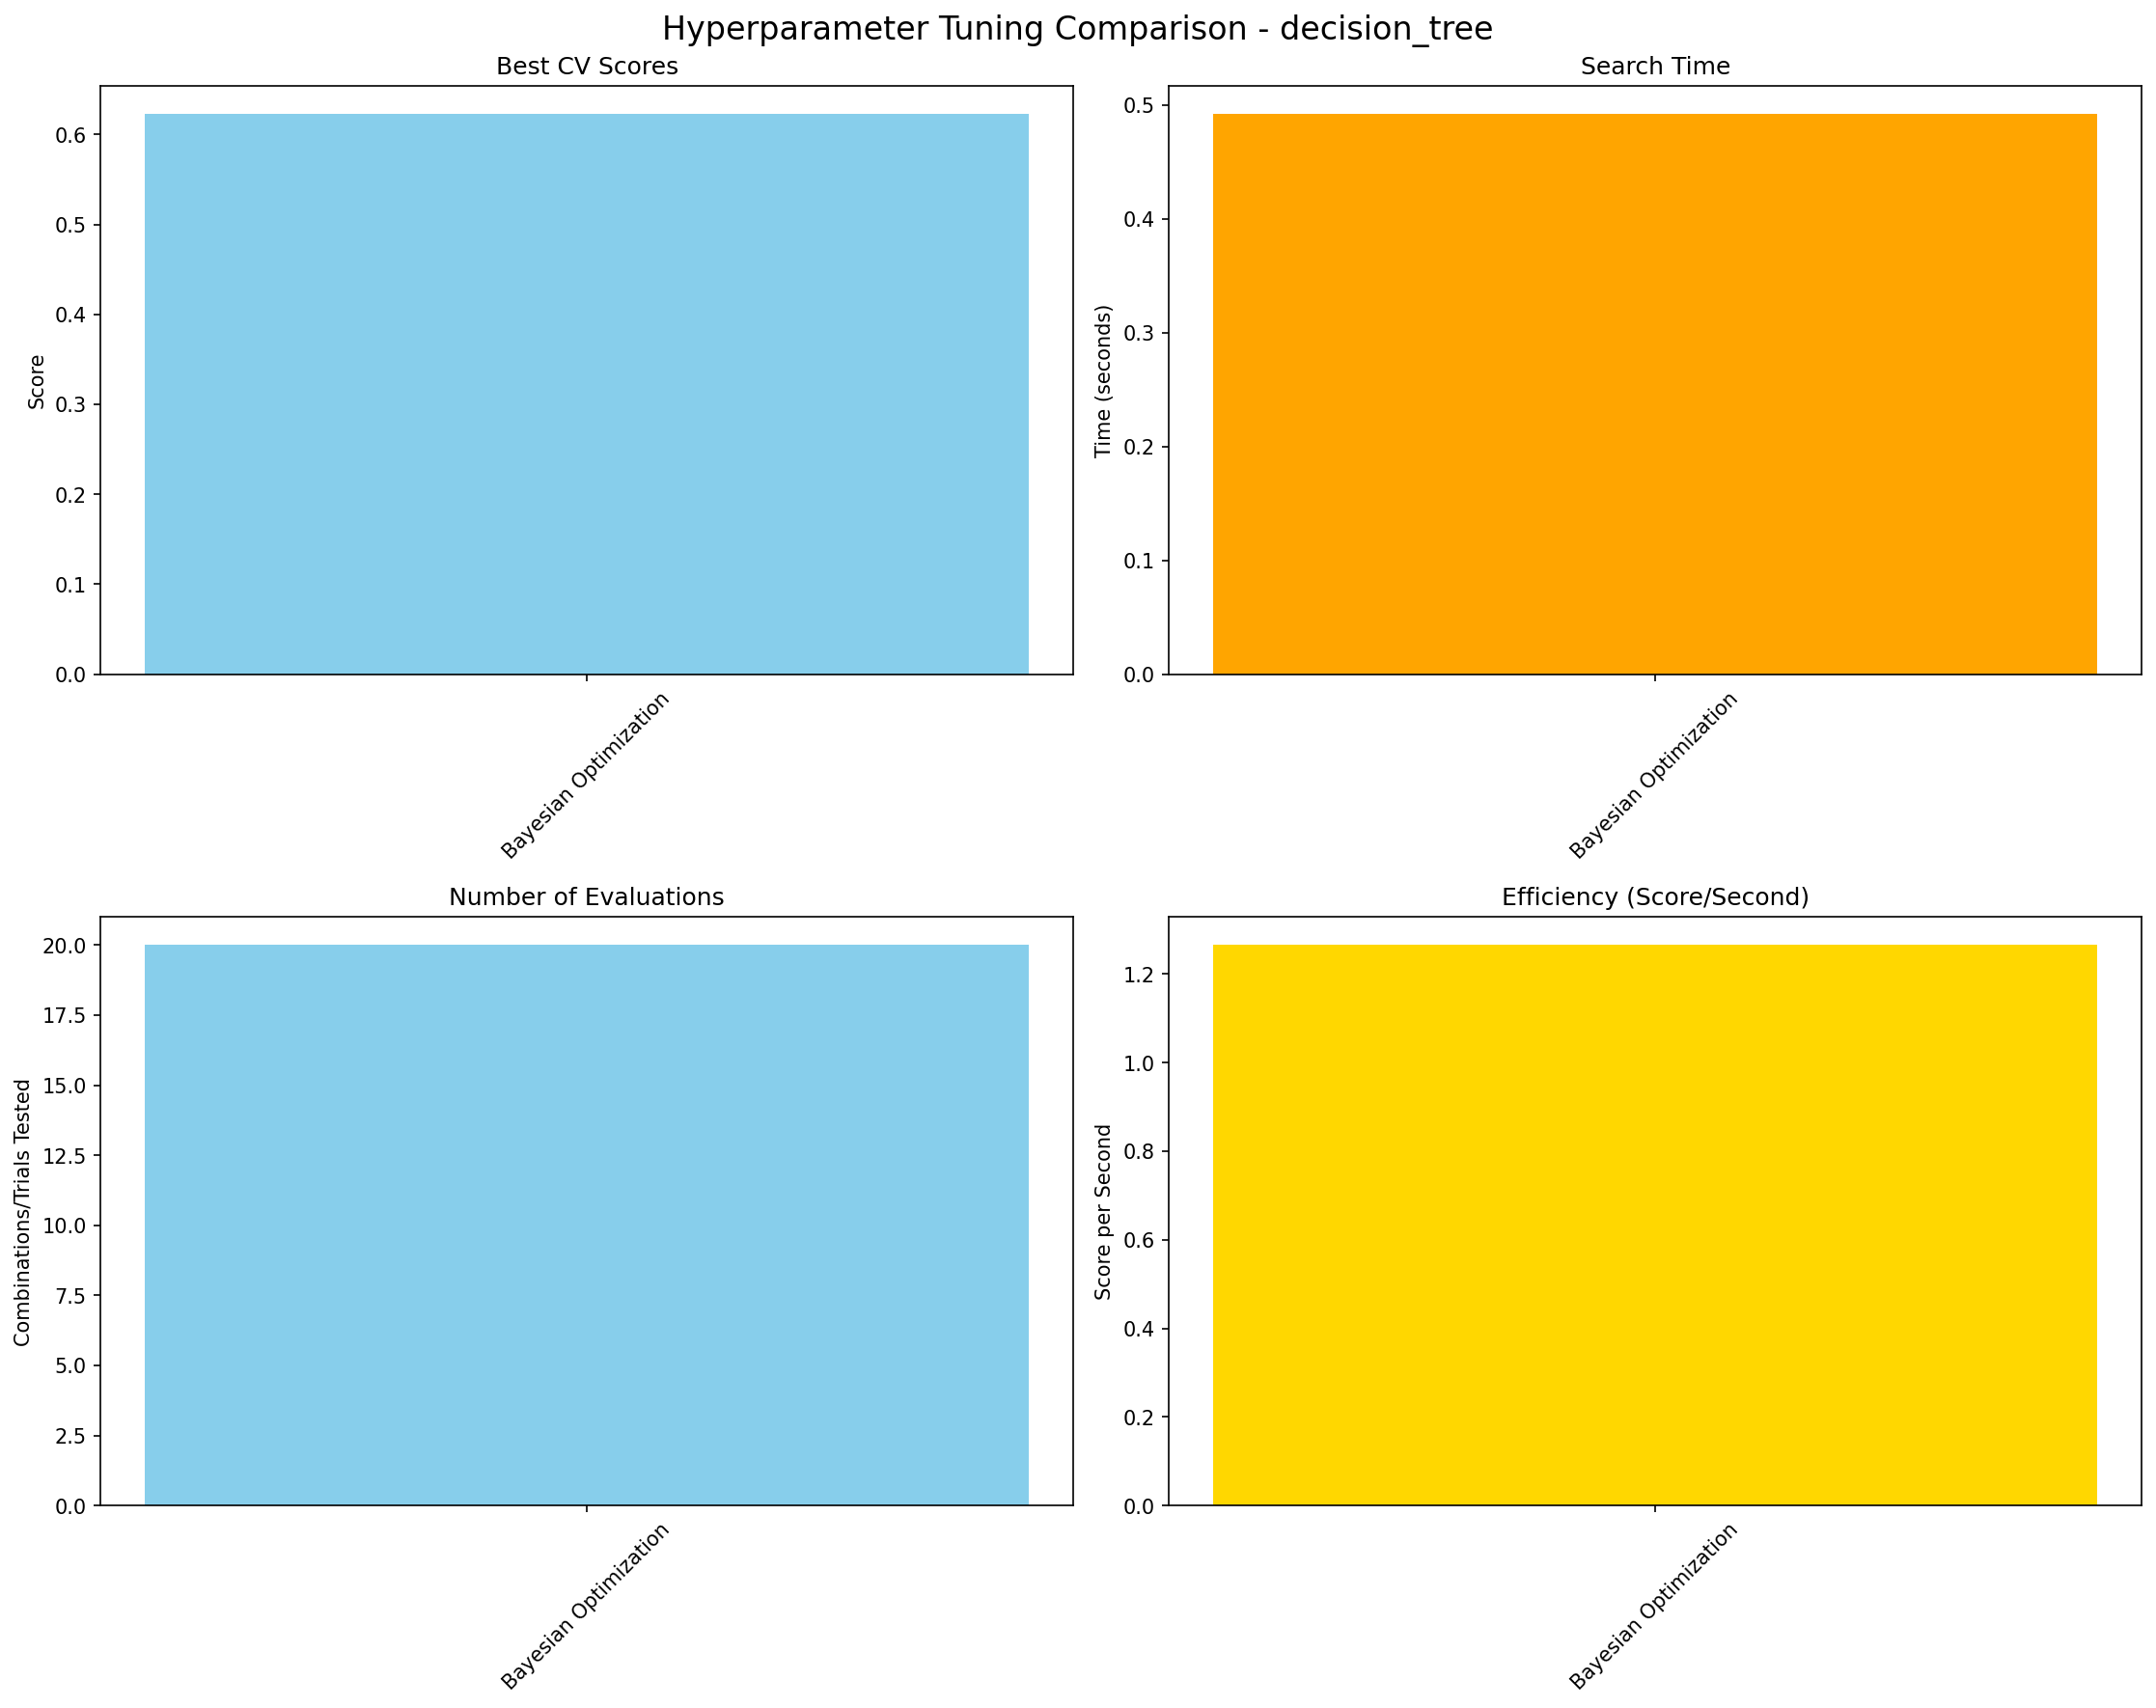 Hyperparameter Tuning Comparison - decision_tree
Best CV Scores
Score
0.6
0.5
0.4
0.3
0.2
0.1
0.0
Bayesian Optimization
Search Time
Time (seconds)
0.5
0.4
0.3
0.2
0.1
0.0
Bayesian Optimization
Number of Evaluations
Combinations/Trials Tested
20.0
17.5
15.0
12.5
10.0
7.5
5.0
2.5
0.0
Bayesian Optimization
Efficiency (Score/Second)
Score per Second
1.2
1.0
0.8
0.6
0.4
0.2
0.0
Bayesian Optimization